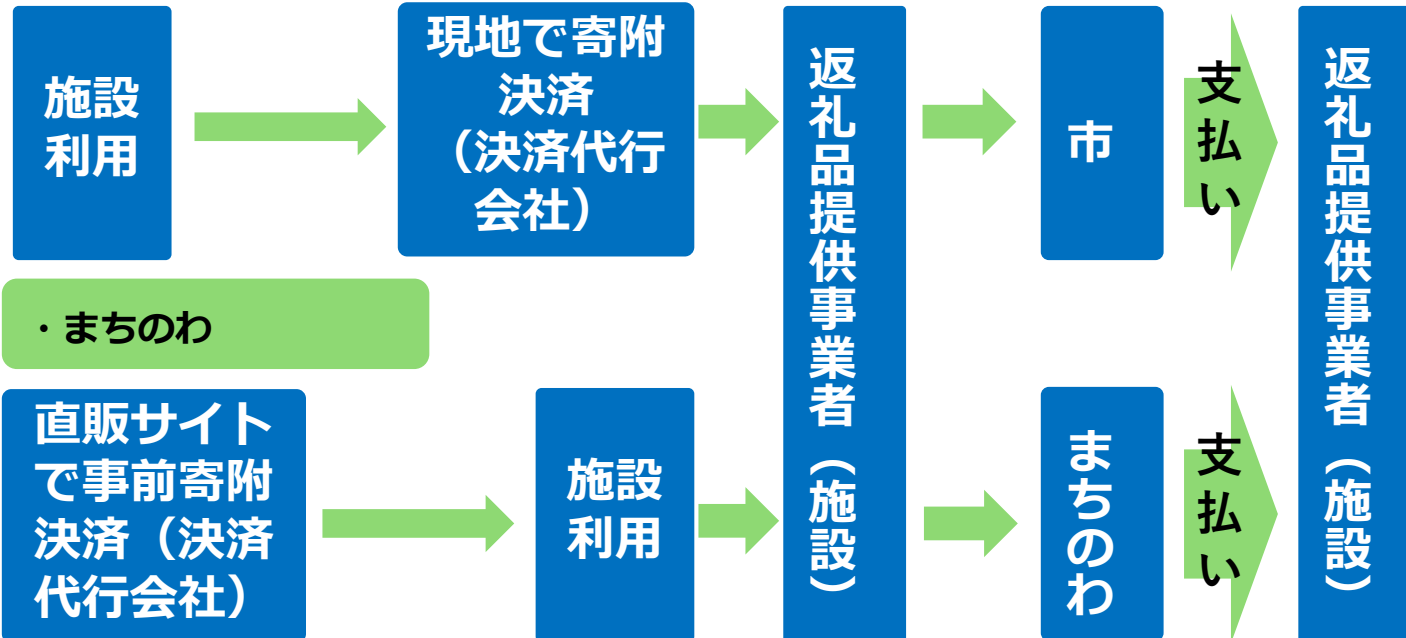 施設
利用
現地で寄附
決済
（決済代行
会社）
返礼品提供事業者（施設）
市
支払い
返礼品提供事業者（施設）
・まちのわ
直販サイト
で事前寄附
決済（決済
代行会社）
施設
利用
まちのわ
支払い